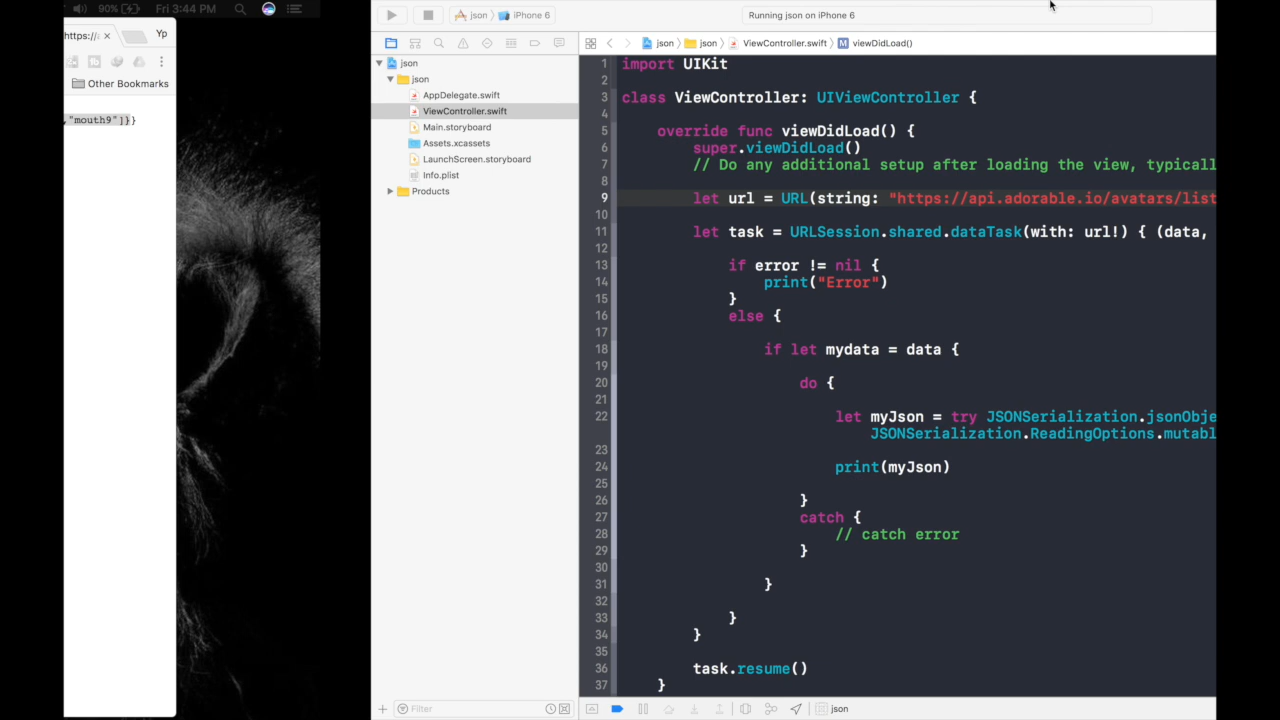 90% Fri 3:44 PM
https:// Yp
Other Bookmarks
,"mouth9"]}}
json iPhone 6
Running json on iPhone 6
json json ViewController.swift M viewDidLoad()
json
json
AppDelegate.swift
ViewController.swift
Main.storyboard
Assets.xcassets
LaunchScreen.storyboard
Info.plist
Products
1 import UIKit
2
3 class ViewController: UIViewController {
4
5 override func viewDidLoad() {
6 super.viewDidLoad()
7 // Do any additional setup after loading the view, typicall
8
9 let url = URL(string: "https://api.adorable.io/avatars/list
10
11 let task = URLSession.shared.dataTask(with: url!) { (data,
12
13 if error != nil {
14 print("Error")
15 }
16 else {
17
18 if let mydata = data {
19
20 do {
21
22 let myJson = try JSONSerialization.jsonObje
JSONSerialization.ReadingOptions.mutabl
23
24 print(myJson)
25
26 }
27 catch {
28 // catch error
29 }
30
31 }
32
33 }
34 }
35
36 task.resume()
37 }
Filter
json